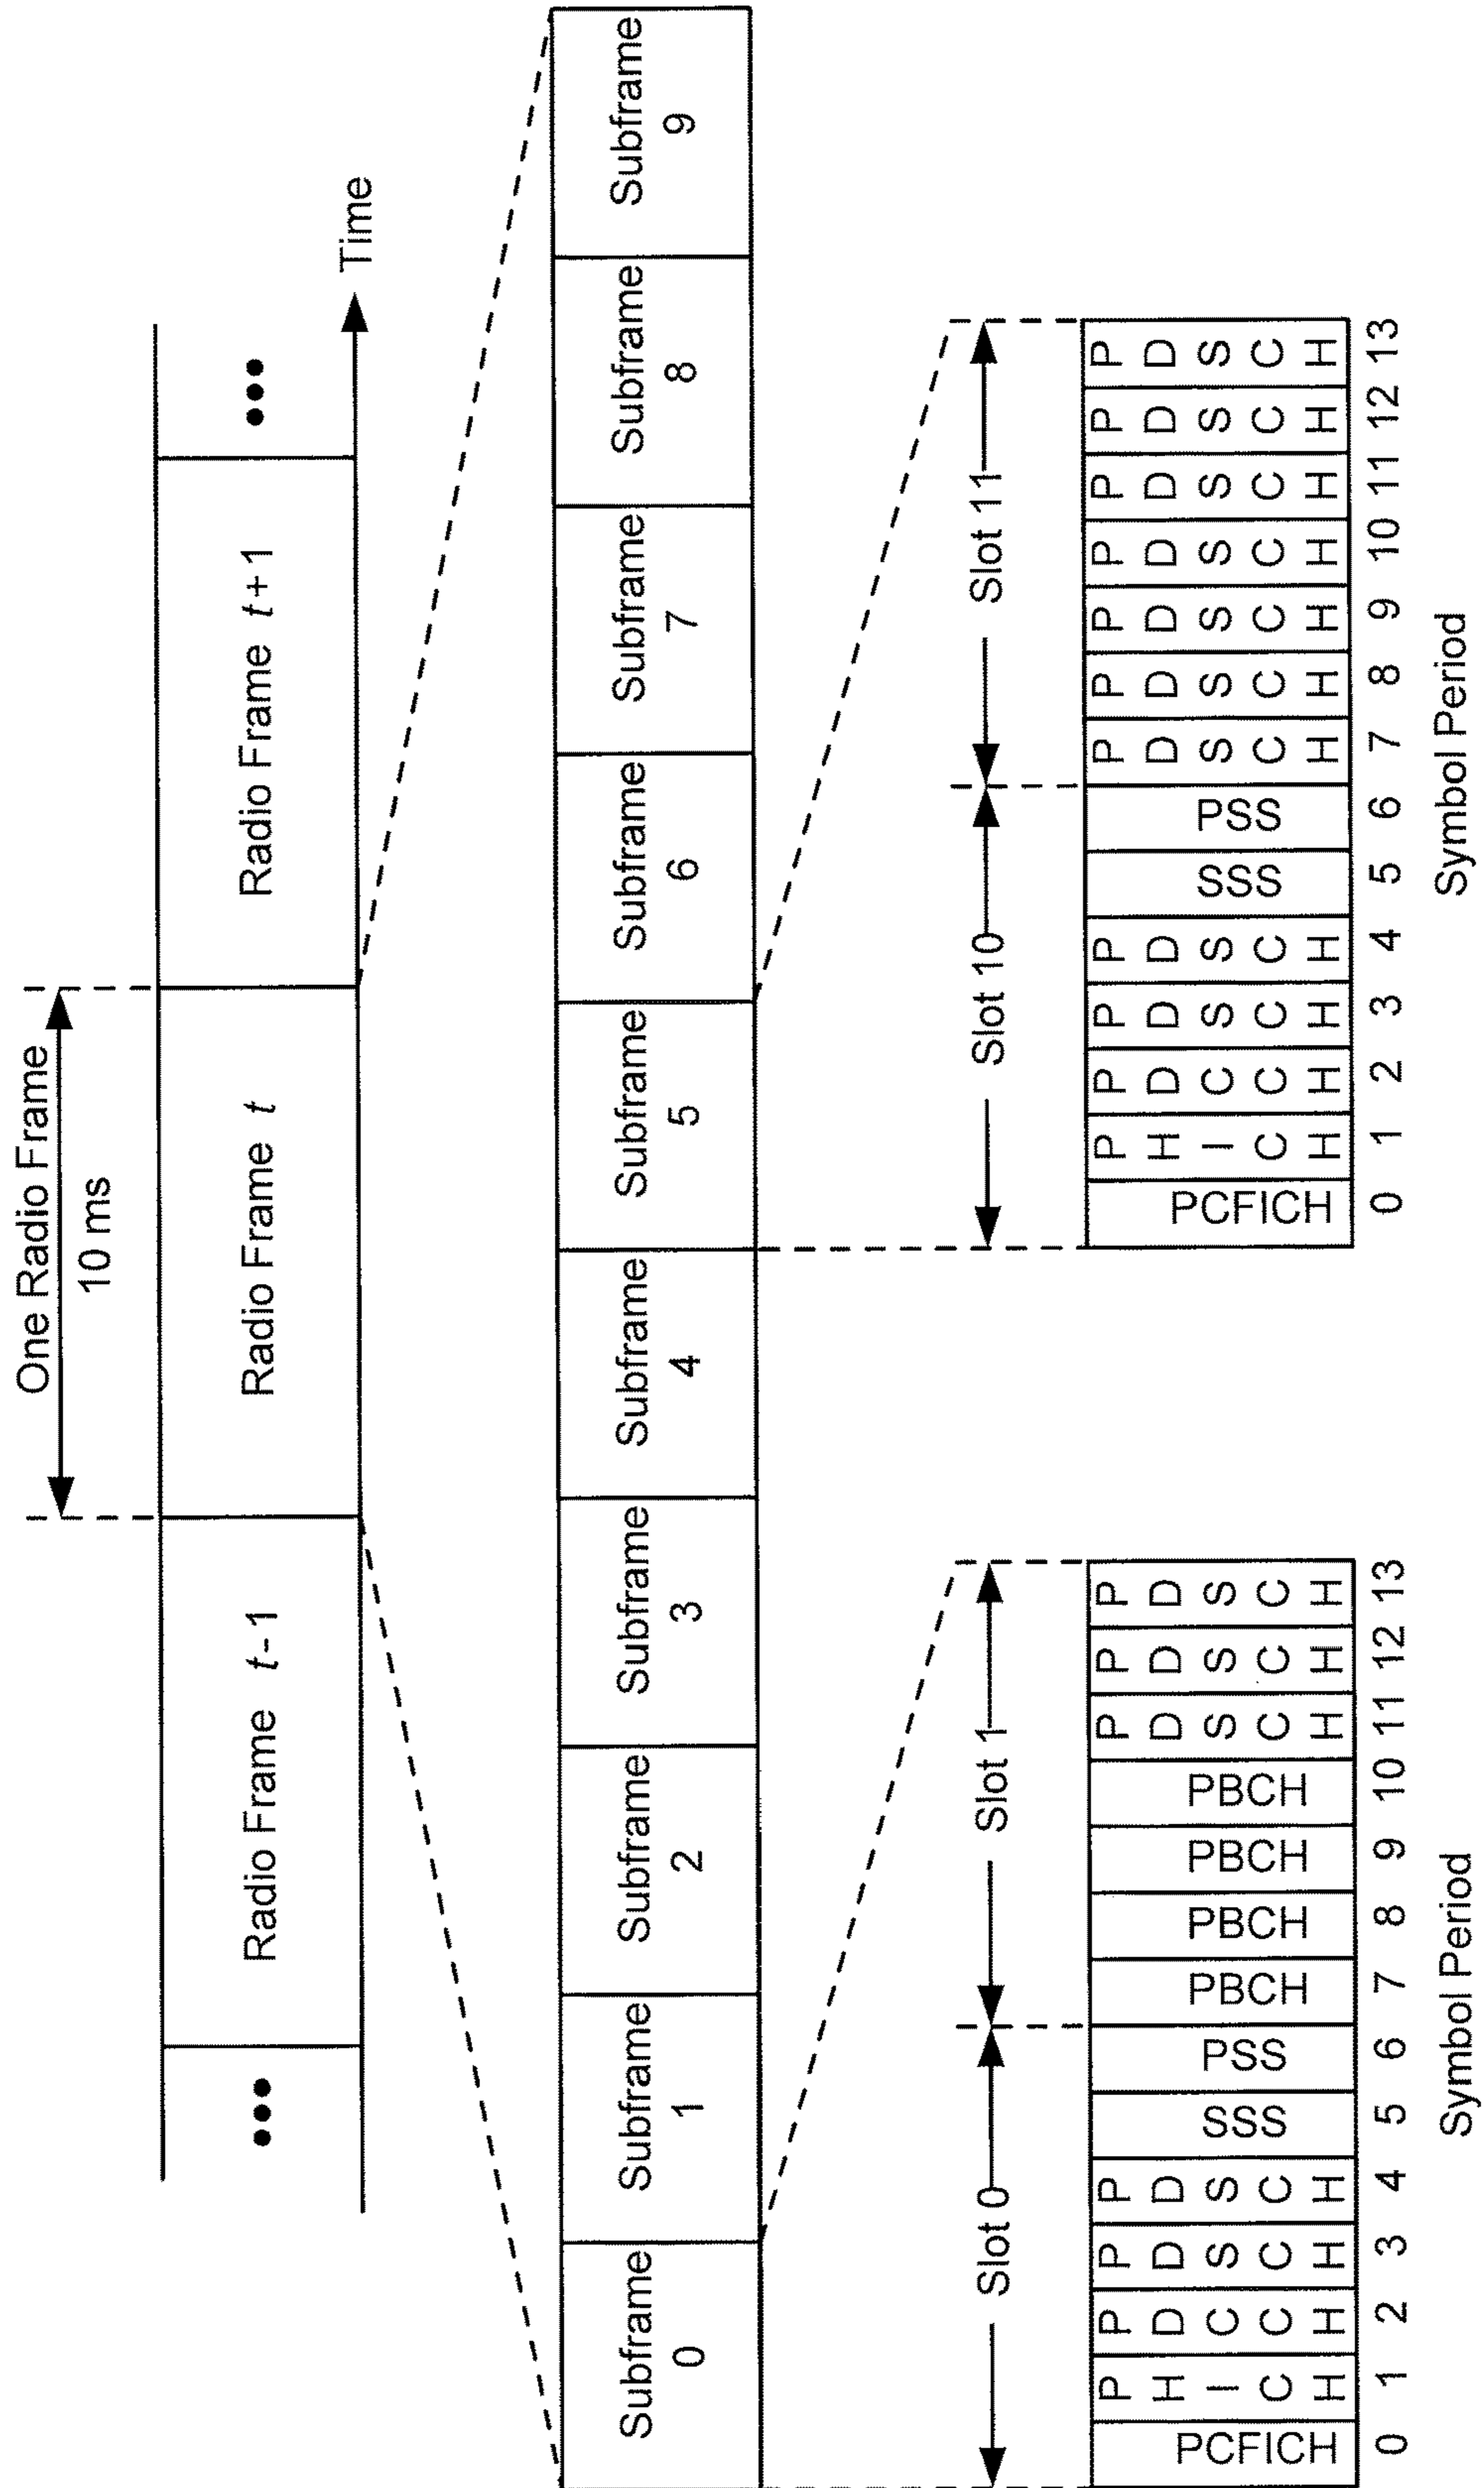 One Radio Frame
10 ms
••• Radio Frame t-1 Radio Frame t Radio Frame t+1 •••
Time
Subframe 0
Subframe 1
Subframe 2
Subframe 3
Subframe 4
Subframe 5
Subframe 6
Subframe 7
Subframe 8
Subframe 9
Slot 0 Slot 1
PCFICH PHICH PDCCH PDSCH PDSCH SSS PSS PBCH PBCH PBCH PBCH PDSCH PDSCH PDSCH
0 1 2 3 4 5 6 7 8 9 10 11 12 13
Symbol Period
Slot 10 Slot 11
PCFICH PHICH PDCCH PDSCH PDSCH SSS PSS PDSCH PDSCH PDSCH PDSCH PDSCH PDSCH PDSCH
0 1 2 3 4 5 6 7 8 9 10 11 12 13
Symbol Period